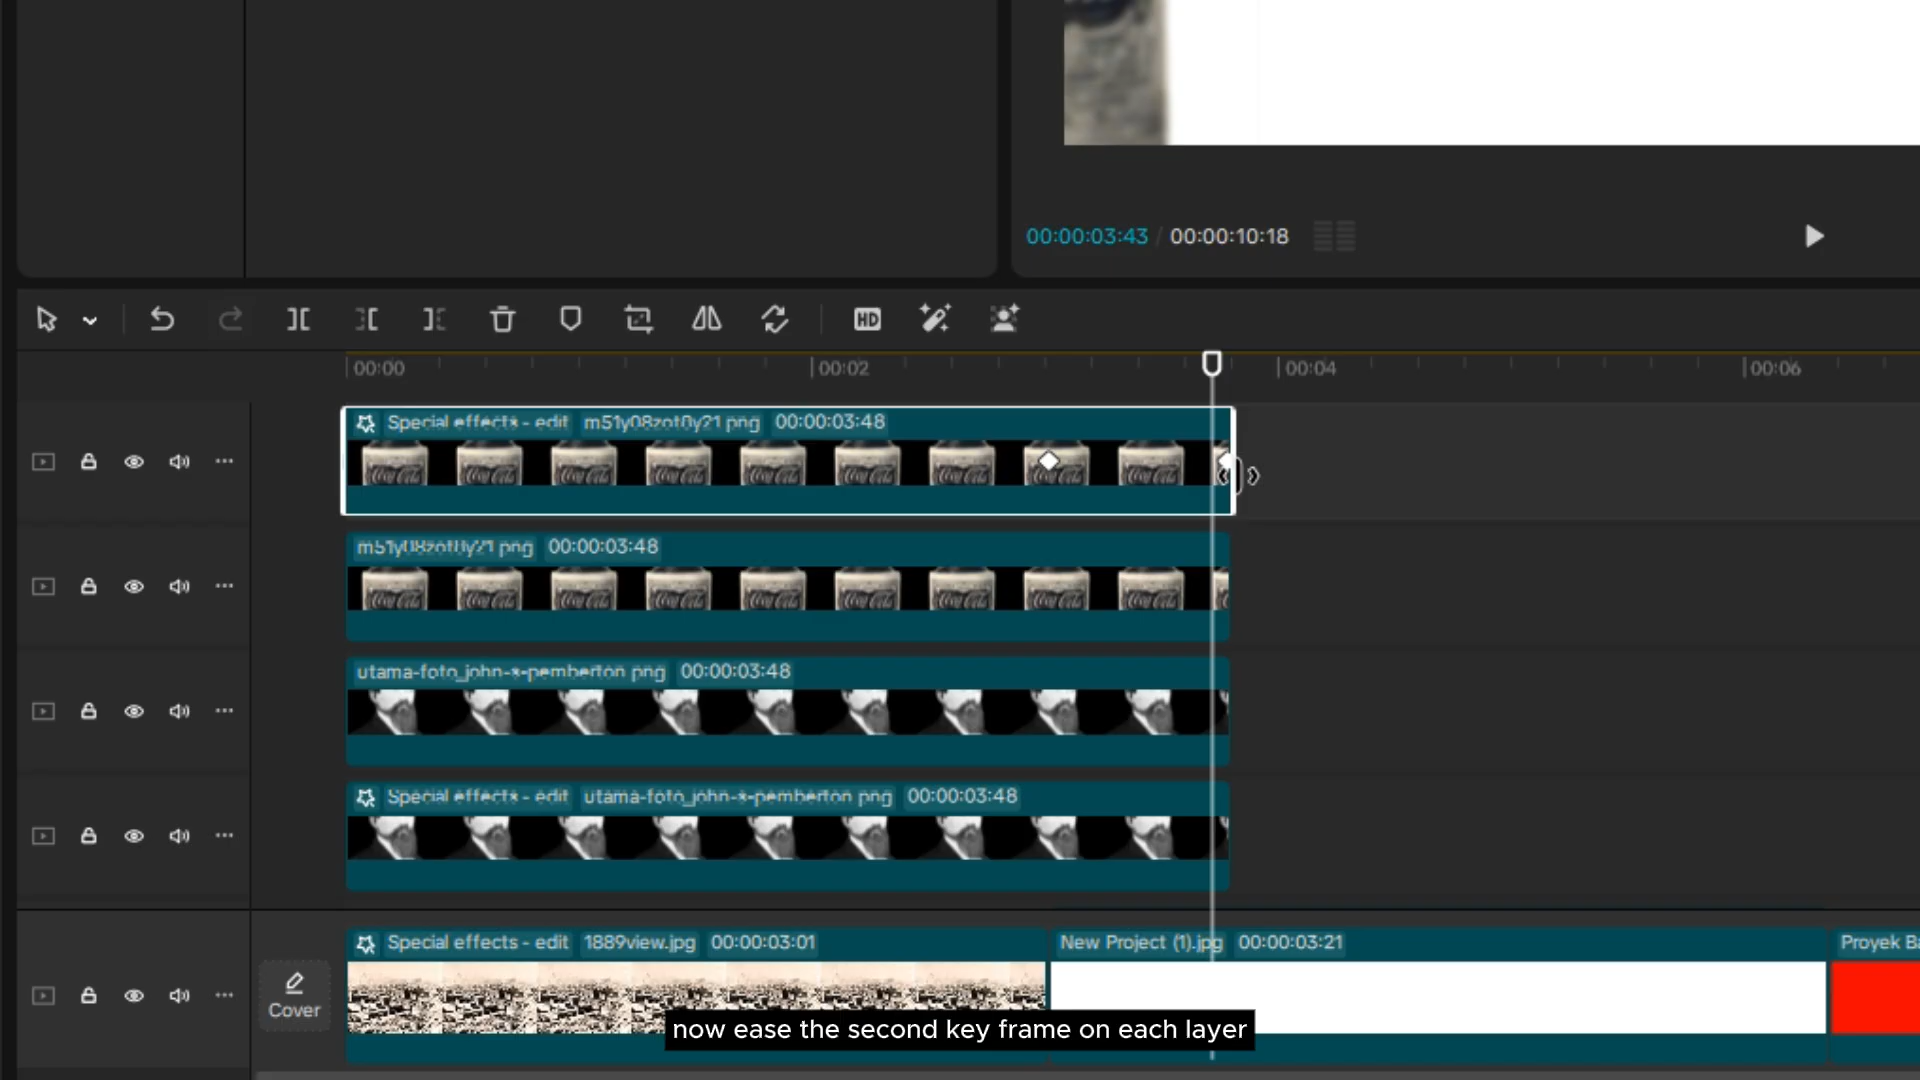 00:00:03:43 / 00:00:10:18
HD
00:00 00:02 00:04 00:06
Special effects - edit m51y08zot0y21 png 00:00:03:48
m51y08zot0y21 png 00:00:03:48
utama-foto_john-s-pemberton png 00:00:03:48
Special effects - edit utama-foto_john-s-pemberton png 00:00:03:48
Special effects - edit 1889view.jpg 00:00:03:01 New Project (1).jpg 00:00:03:21 Proyek
Cover
now ease the second key frame on each layer